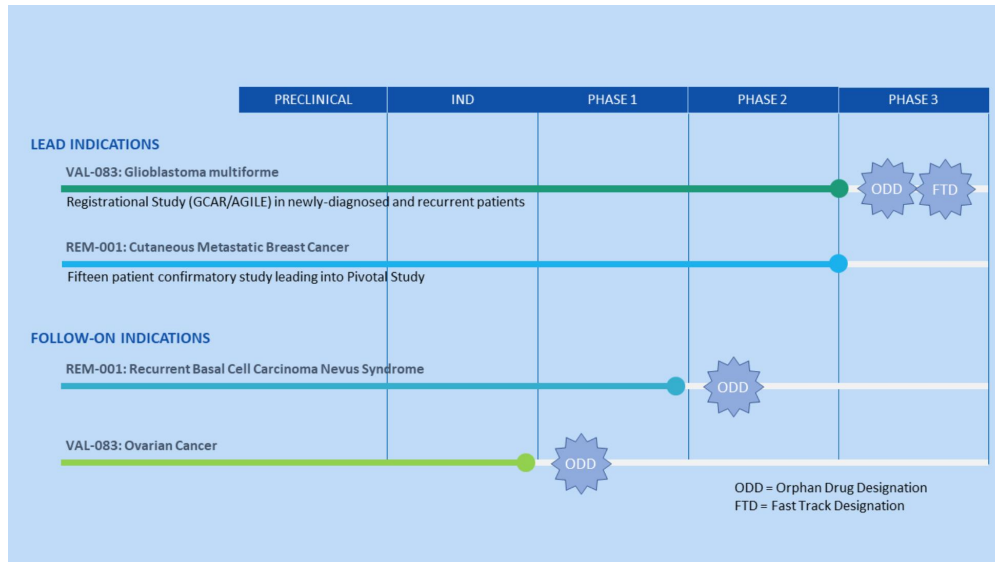 PRECLINICAL IND PHASE 1 PHASE 2 PHASE 3
LEAD INDICATIONS
VAL-083: Glioblastoma multiforme
ODD FTD
Registrational Study (GCAR/AGILE) in newly-diagnosed and recurrent patients
REM-001: Cutaneous Metastatic Breast Cancer
Fifteen patient confirmatory study leading into Pivotal Study
FOLLOW-ON INDICATIONS
REM-001: Recurrent Basal Cell Carcinoma Nevus Syndrome
ODD
VAL-083: Ovarian Cancer
ODD
ODD = Orphan Drug Designation
FTD = Fast Track Designation